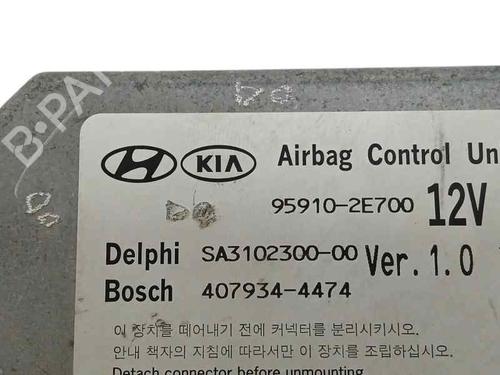 B-PARTS
KIA Airbag Control Un
95910-2E700 12V
Delphi SA3102300-00 Ver. 1.0
Bosch 407934-4474
이 장치를 떼어내기 전에 커넥터를 분리시키시오.
안내 책자의 지침에 따라서만 이 장치를 조립하십시오.
Detach connector before unmounting.